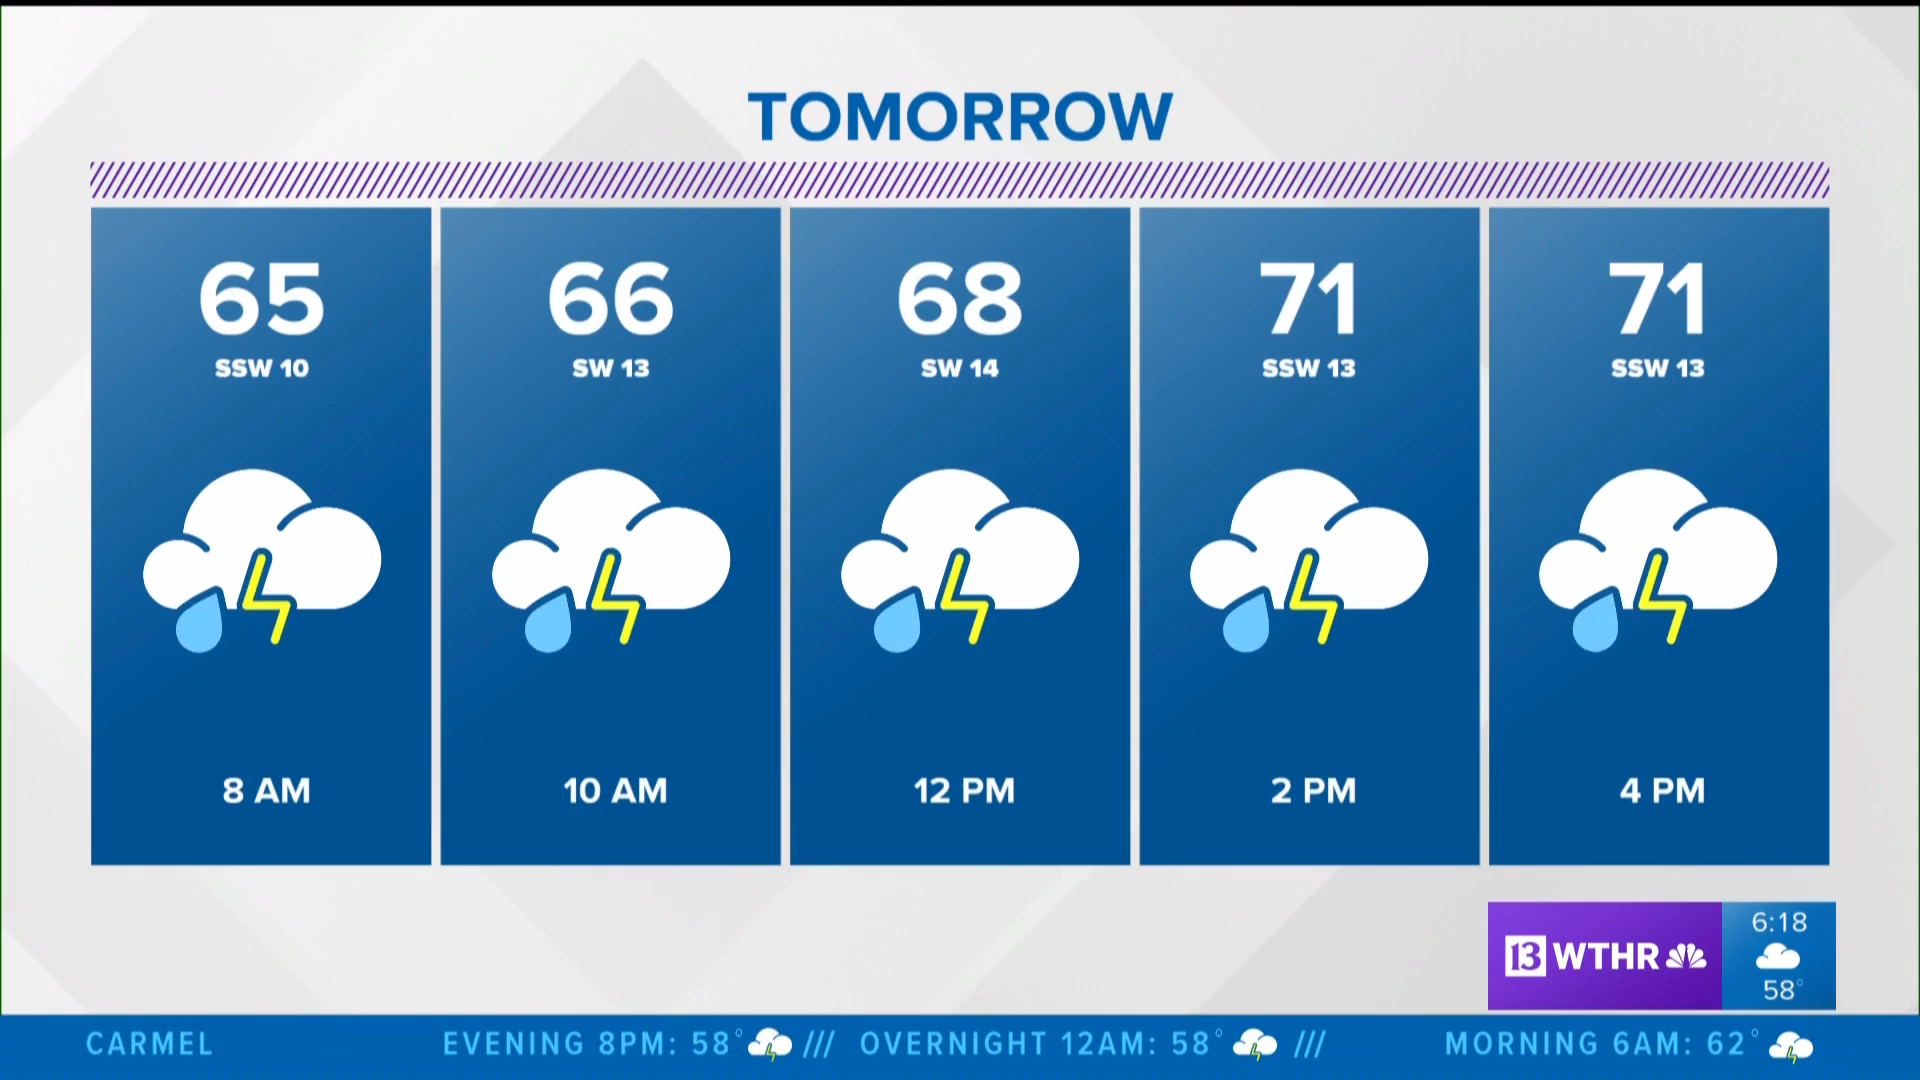 TOMORROW
65
SSW 10
8 AM
66
SW 13
10 AM
68
SW 14
12 PM
71
SSW 13
2 PM
71
SSW 13
4 PM
13 WTHR
6:18
58°
CARMEL EVENING 8PM: 58° /// OVERNIGHT 12AM: 58° /// MORNING 6AM: 62°